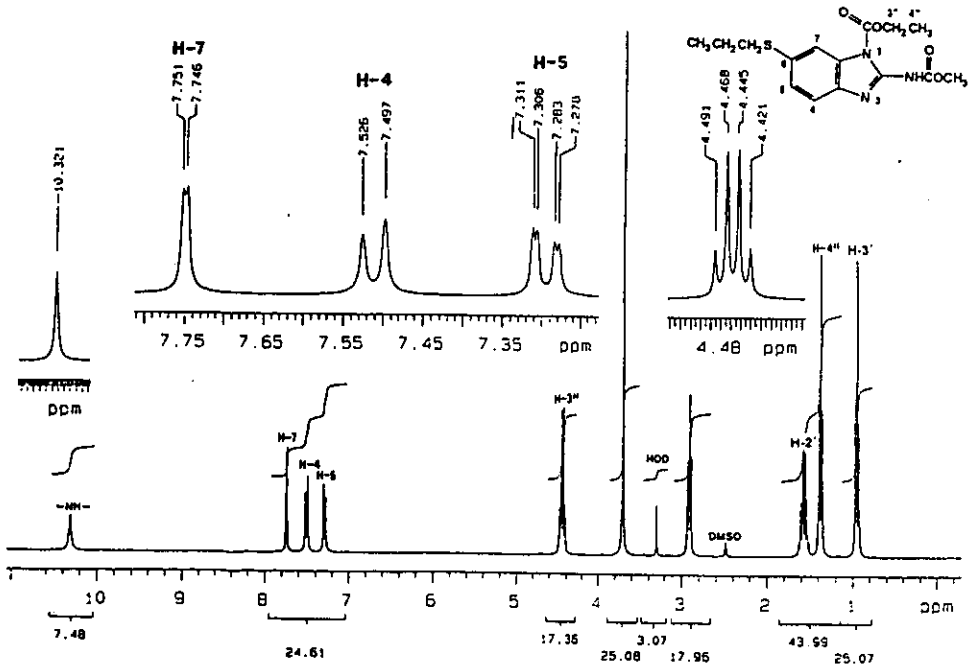 H-7
7.751
7.746
H-4
7.526
7.497
H-5
7.311
7.306
7.283
7.278
4.491
4.468
4.445
4.421
10.321
3" 4"
COCH₂CH₃
O
CH₃CH₂CH₂S
7
6
5
4
N 1
N 3
O
NHCOCH₃
7.75 7.65 7.55 7.45 7.35 ppm
4.48 ppm
ppm
H-4" H-3'
H-3"
H-7
H-4
H-5
HOD
H-2'
-NH-
DMSO
10 9 8 7 6 5 4 3 2 1 ppm
7.48 24.61 17.35 25.08 3.07 17.95 43.99 25.07